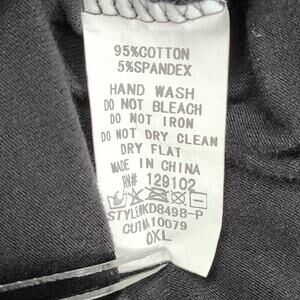 95%COTTON
5%SPANDEX
HAND WASH
DO NOT BLEACH
DO NOT IRON
DO NOT DRY CLEAN
DRY FLAT
MADE IN CHINA
RN# 129102
STYLE#KD8498-P
CUT#A10079
0XL